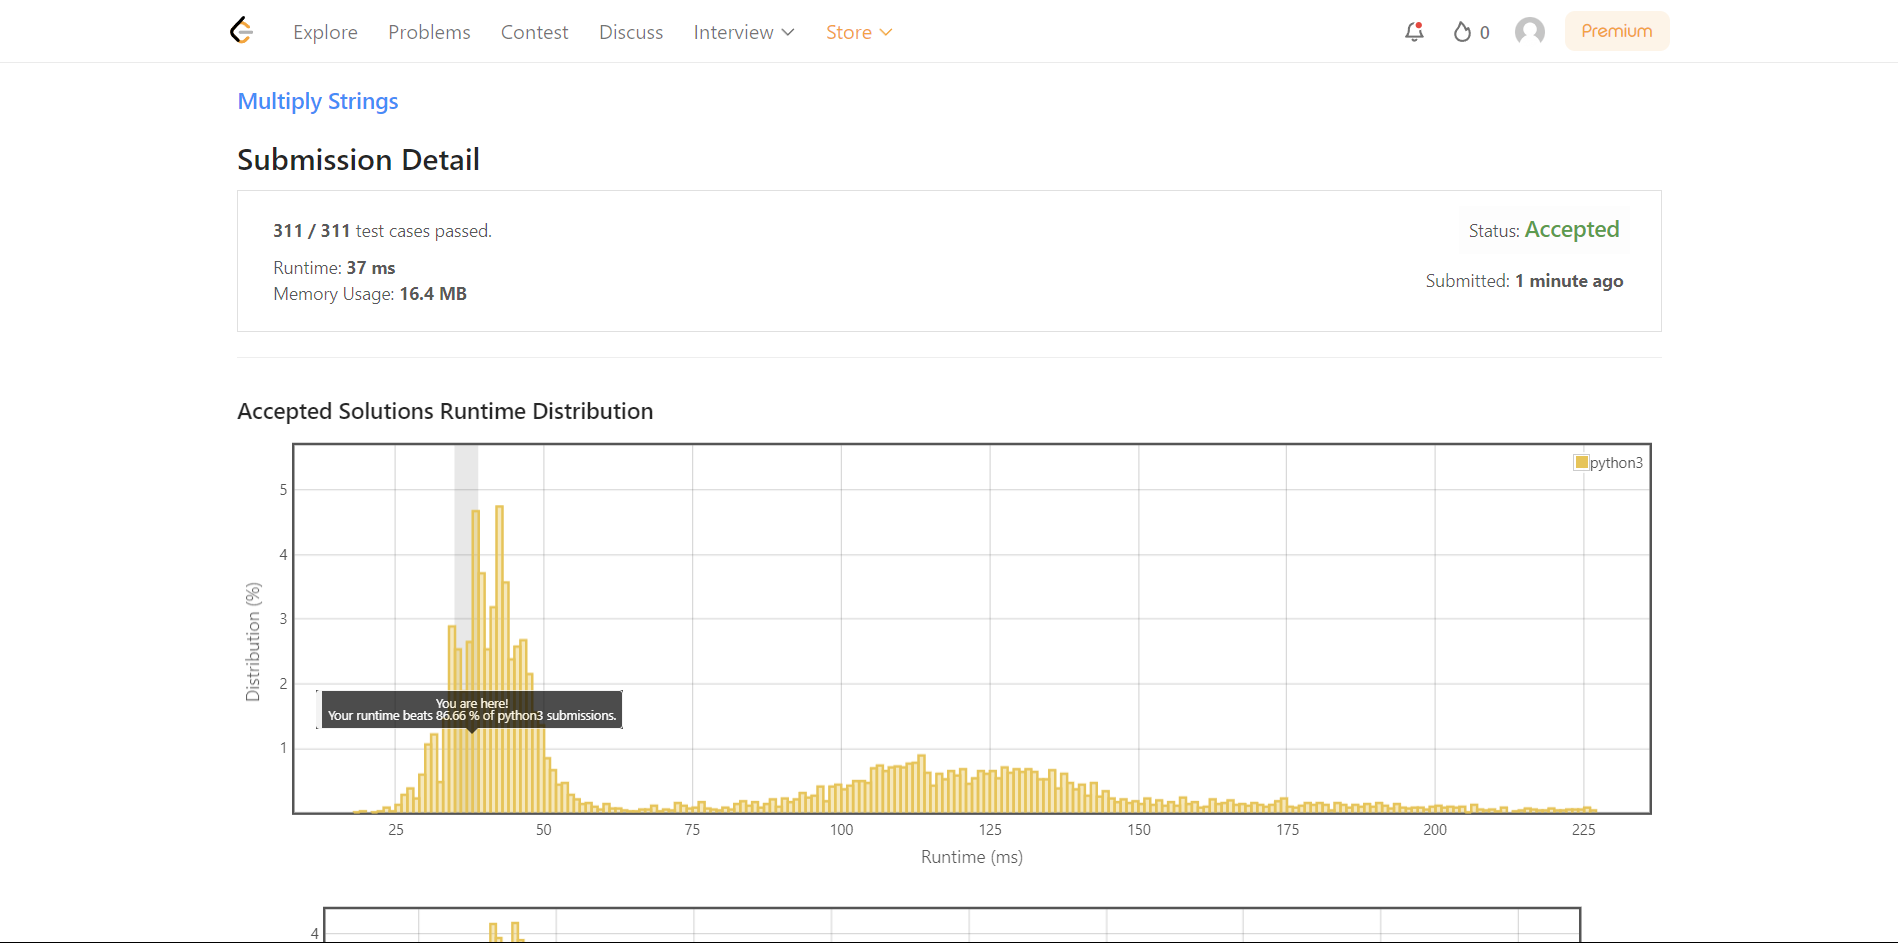 Explore Problems Contest Discuss Interview Store 0 Premium
Multiply Strings
Submission Detail
311 / 311 test cases passed.
Status: Accepted
Runtime: 37 ms
Submitted: 1 minute ago
Memory Usage: 16.4 MB
Accepted Solutions Runtime Distribution
python3
5
4
3
2
1
Distribution (%)
You are here!
Your runtime beats 86.66 % of python3 submissions.
25 50 75 100 125 150 175 200 225
Runtime (ms)
4